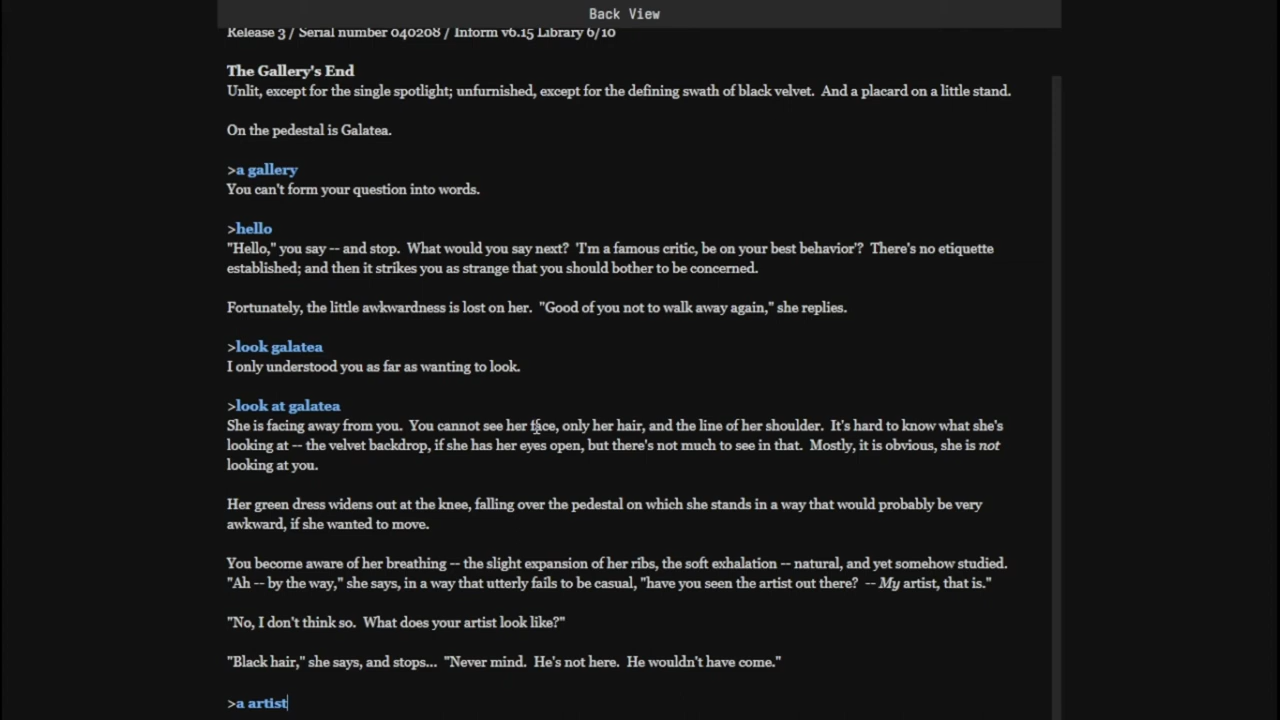 Back View
Release 3 / Serial number 040208 / Inform v6.15 Library 6/10
The Gallery's End
Unlit, except for the single spotlight; unfurnished, except for the defining swath of black velvet.  And a placard on a little stand.
On the pedestal is Galatea.
>a gallery
You can't form your question into words.
>hello
"Hello," you say -- and stop.  What would you say next?  'I'm a famous critic, be on your best behavior'?  There's no etiquette
established; and then it strikes you as strange that you should bother to be concerned.
Fortunately, the little awkwardness is lost on her.  "Good of you not to walk away again," she replies.
>look galatea
I only understood you as far as wanting to look.
>look at galatea
She is facing away from you.  You cannot see her face, only her hair, and the line of her shoulder.  It's hard to know what she's
looking at -- the velvet backdrop, if she has her eyes open, but there's not much to see in that.  Mostly, it is obvious, she is not
looking at you.
Her green dress widens out at the knee, falling over the pedestal on which she stands in a way that would probably be very
awkward, if she wanted to move.
You become aware of her breathing -- the slight expansion of her ribs, the soft exhalation -- natural, and yet somehow studied.
"Ah -- by the way," she says, in a way that utterly fails to be casual, "have you seen the artist out there?  -- My artist, that is."
"No, I don't think so.  What does your artist look like?"
"Black hair," she says, and stops... "Never mind.  He's not here.  He wouldn't have come."
>a artist